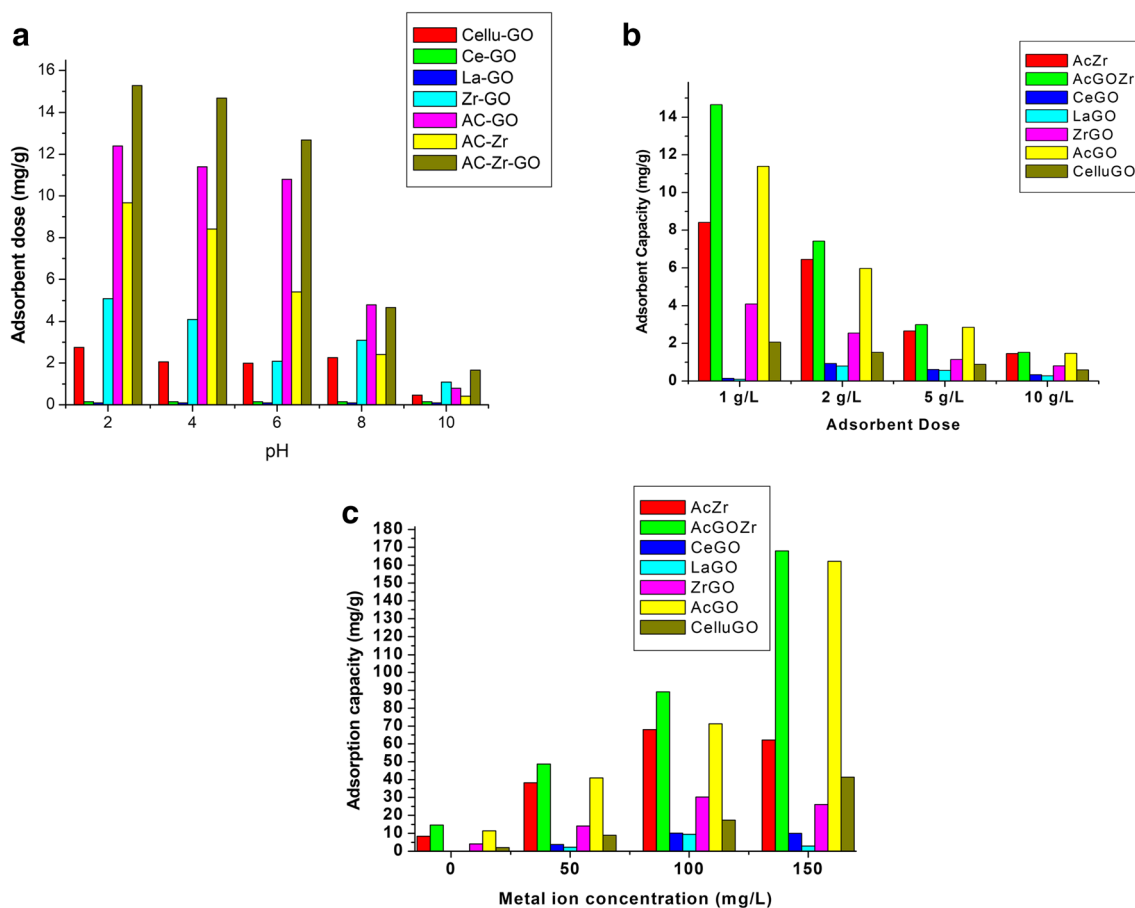 a
Cellu-GO
Ce-GO
La-GO
Zr-GO
AC-GO
AC-Zr
AC-Zr-GO
Adsorbent dose (mg/g)
16
14
12
10
8
6
4
2
0
2 4 6 8 10
pH
b
AcZr
AcGOZr
CeGO
LaGO
ZrGO
AcGO
CelluGO
Adsorbent Capacity (mg/g)
14
12
10
8
6
4
2
0
1 g/L 2 g/L 5 g/L 10 g/L
Adsorbent Dose
c
AcZr
AcGOZr
CeGO
LaGO
ZrGO
AcGO
CelluGO
Adsorption capacity (mg/g)
180
170
160
150
140
130
120
110
100
90
80
70
60
50
40
30
20
10
0
0 50 100 150
Metal ion concentration (mg/L)